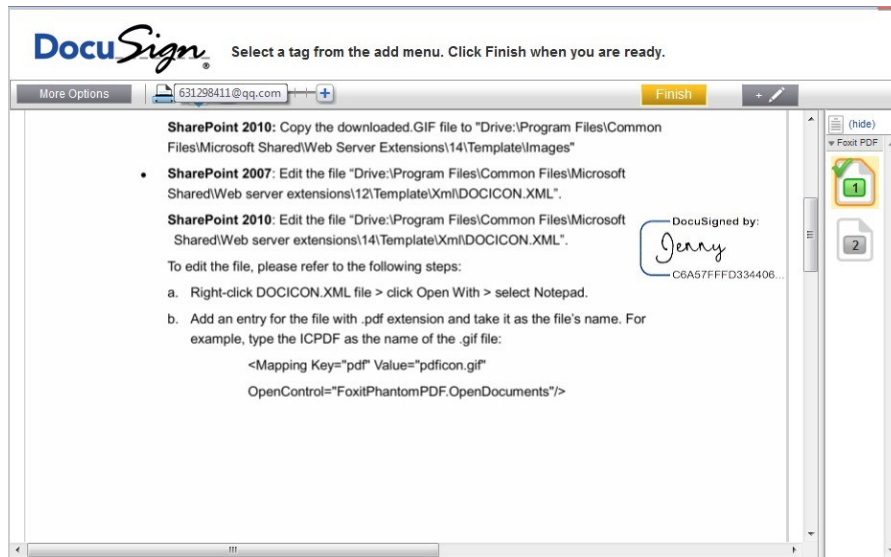 DocuSign®
Select a tag from the add menu. Click Finish when you are ready.
More Options
631298411@qq.com
Finish
+
(hide)
Foxit PDF
1
2
SharePoint 2010: Copy the downloaded.GIF file to "Drive:\Program Files\Common
Files\Microsoft Shared\Web Server Extensions\14\Template\Images"
• SharePoint 2007: Edit the file “Drive:\Program Files\Common Files\Microsoft
Shared\Web server extensions\12\Template\Xml\DOCICON.XML”.
SharePoint 2010: Edit the file “Drive:\Program Files\Common Files\Microsoft
Shared\Web server extensions\14\Template\Xml\DOCICON.XML”.
DocuSigned by:
Jenny
C6A57FFFD334406...
To edit the file, please refer to the following steps:
a. Right-click DOCICON.XML file > click Open With > select Notepad.
b. Add an entry for the file with .pdf extension and take it as the file’s name. For
example, type the ICPDF as the name of the .gif file:
<Mapping Key="pdf" Value="pdficon.gif"
OpenControl="FoxitPhantomPDF.OpenDocuments"/>